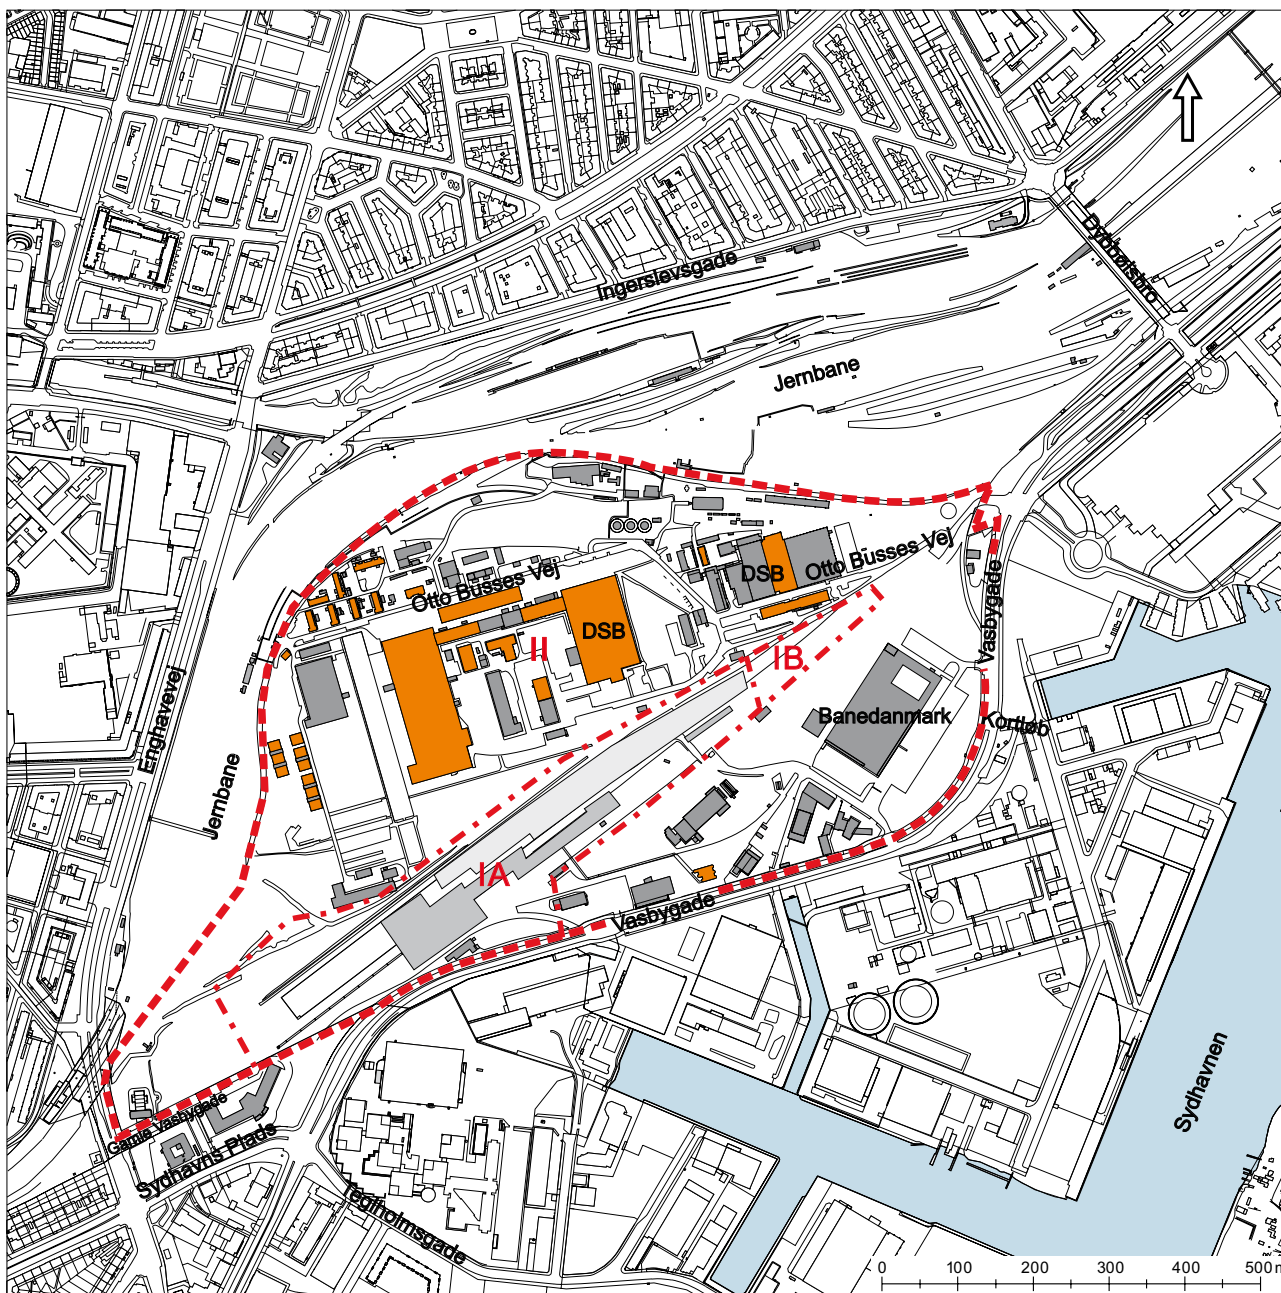 Dybbølsbro
Ingerslevsgade
Jernbane
Otto Busses Vej
DSB
Otto Busses Vej
DSB
II
IB
Vasbygade
Enghavevej
Banedanmark
Kortløb
Jernbane
IA
Vasbygade
Sydhavnen
Gamle Vasbygade
Sydhavns Plads
Teglholmsgade
0 100 200 300 400 500 m